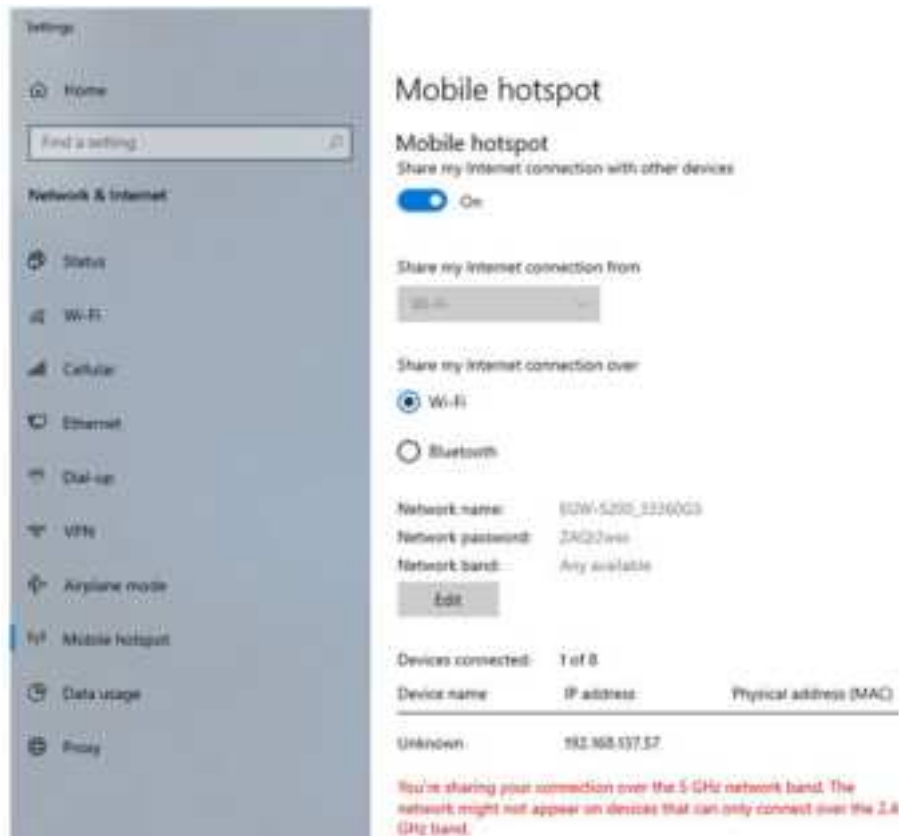 Settings
Home
Find a setting
Network & Internet
Status
Wi-Fi
Cellular
Ethernet
Dial-up
VPN
Airplane mode
Mobile hotspot
Data usage
Proxy
Mobile hotspot
Mobile hotspot
Share my Internet connection with other devices
On
Share my Internet connection from
Wi-Fi
Share my Internet connection over
Wi-Fi
Bluetooth
Network name:
Network password:
Network band: Any available
Edit
Devices connected: 1 of 8
Device name IP address Physical address (MAC)
Unknown 192.168.137.57
You're sharing your connection over the 5 GHz network band. The
network might not appear on devices that can only connect over the 2.4
GHz band.